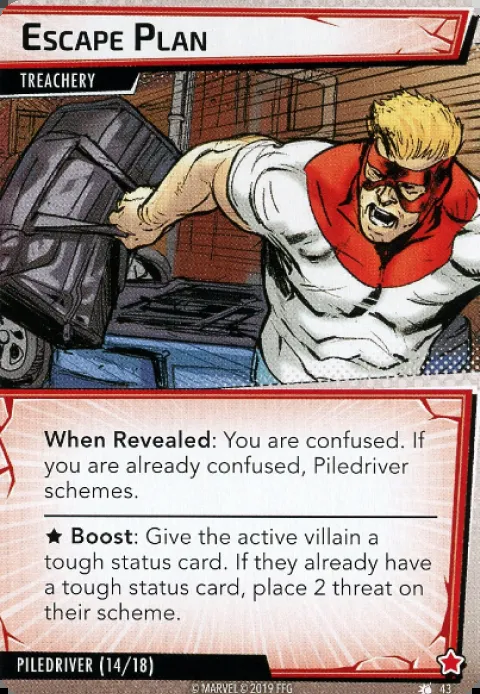 Escape Plan
TREACHERY
When Revealed: You are confused. If
you are already confused, Piledriver
schemes.
★ Boost: Give the active villain a
tough status card. If they already have
a tough status card, place 2 threat on
their scheme.
PILEDRIVER (14/18)
© MARVEL © 2019 FFG
43